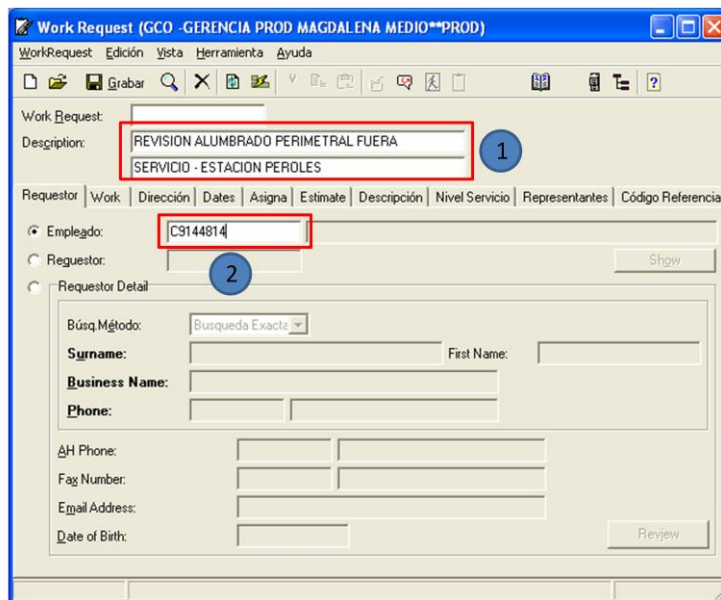 Work Request (GCO -GERENCIA PROD MAGDALENA MEDIO**PROD)
WorkRequest Edición Vista Herramienta Ayuda
Grabar
Work Request:
Description: REVISION ALUMBRADO PERIMETRAL FUERA
SERVICIO - ESTACION PEROLES
1
Requestor Work Dirección Dates Asigna Estimate Descripción Nivel Servicio Representantes Código Referencia
Empleado: C9144814
Requestor: Show
2
Requestor Detail
Búsq.Método: Busqueda Exacta
Surname: First Name:
Business Name:
Phone:
AH Phone:
Fax Number:
Email Address:
Date of Birth: Review